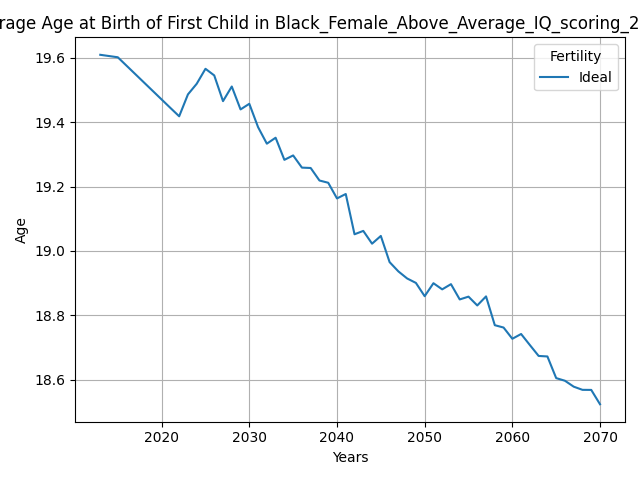 rage Age at Birth of First Child in Black_Female_Above_Average_IQ_scoring_2
Fertility
Ideal
19.6
19.4
19.2
19.0
18.8
18.6
Age
2020 2030 2040 2050 2060 2070
Years